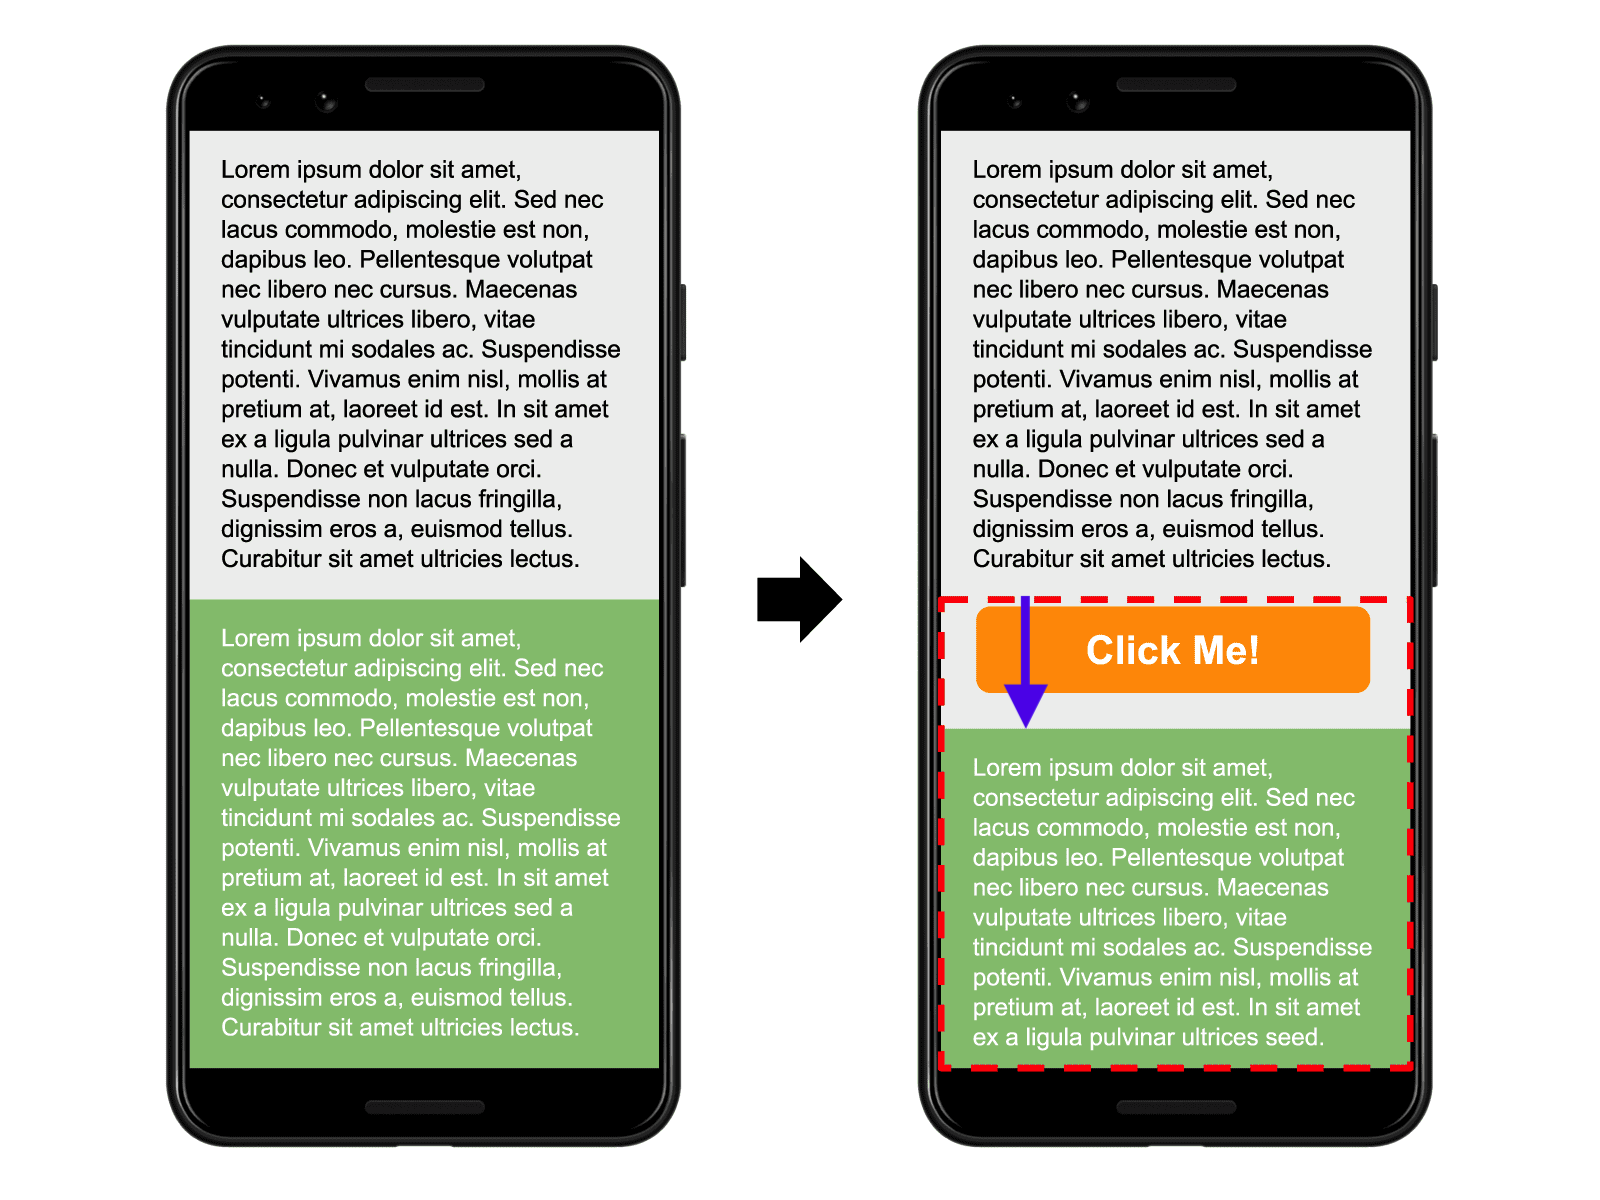 Lorem ipsum dolor sit amet,
consectetur adipiscing elit. Sed nec
lacus commodo, molestie est non,
dapibus leo. Pellentesque volutpat
nec libero nec cursus. Maecenas
vulputate ultrices libero, vitae
tincidunt mi sodales ac. Suspendisse
potenti. Vivamus enim nisl, mollis at
pretium at, laoreet id est. In sit amet
ex a ligula pulvinar ultrices sed a
nulla. Donec et vulputate orci.
Suspendisse non lacus fringilla,
dignissim eros a, euismod tellus.
Curabitur sit amet ultricies lectus.
Lorem ipsum dolor sit amet,
consectetur adipiscing elit. Sed nec
lacus commodo, molestie est non,
dapibus leo. Pellentesque volutpat
nec libero nec cursus. Maecenas
vulputate ultrices libero, vitae
tincidunt mi sodales ac. Suspendisse
potenti. Vivamus enim nisl, mollis at
pretium at, laoreet id est. In sit amet
ex a ligula pulvinar ultrices sed a
nulla. Donec et vulputate orci.
Suspendisse non lacus fringilla,
dignissim eros a, euismod tellus.
Curabitur sit amet ultricies lectus.
Lorem ipsum dolor sit amet,
consectetur adipiscing elit. Sed nec
lacus commodo, molestie est non,
dapibus leo. Pellentesque volutpat
nec libero nec cursus. Maecenas
vulputate ultrices libero, vitae
tincidunt mi sodales ac. Suspendisse
potenti. Vivamus enim nisl, mollis at
pretium at, laoreet id est. In sit amet
ex a ligula pulvinar ultrices sed a
nulla. Donec et vulputate orci.
Suspendisse non lacus fringilla,
dignissim eros a, euismod tellus.
Curabitur sit amet ultricies lectus.
Click Me!
Lorem ipsum dolor sit amet,
consectetur adipiscing elit. Sed nec
lacus commodo, molestie est non,
dapibus leo. Pellentesque volutpat
nec libero nec cursus. Maecenas
vulputate ultrices libero, vitae
tincidunt mi sodales ac. Suspendisse
potenti. Vivamus enim nisl, mollis at
pretium at, laoreet id est. In sit amet
ex a ligula pulvinar ultrices seed.